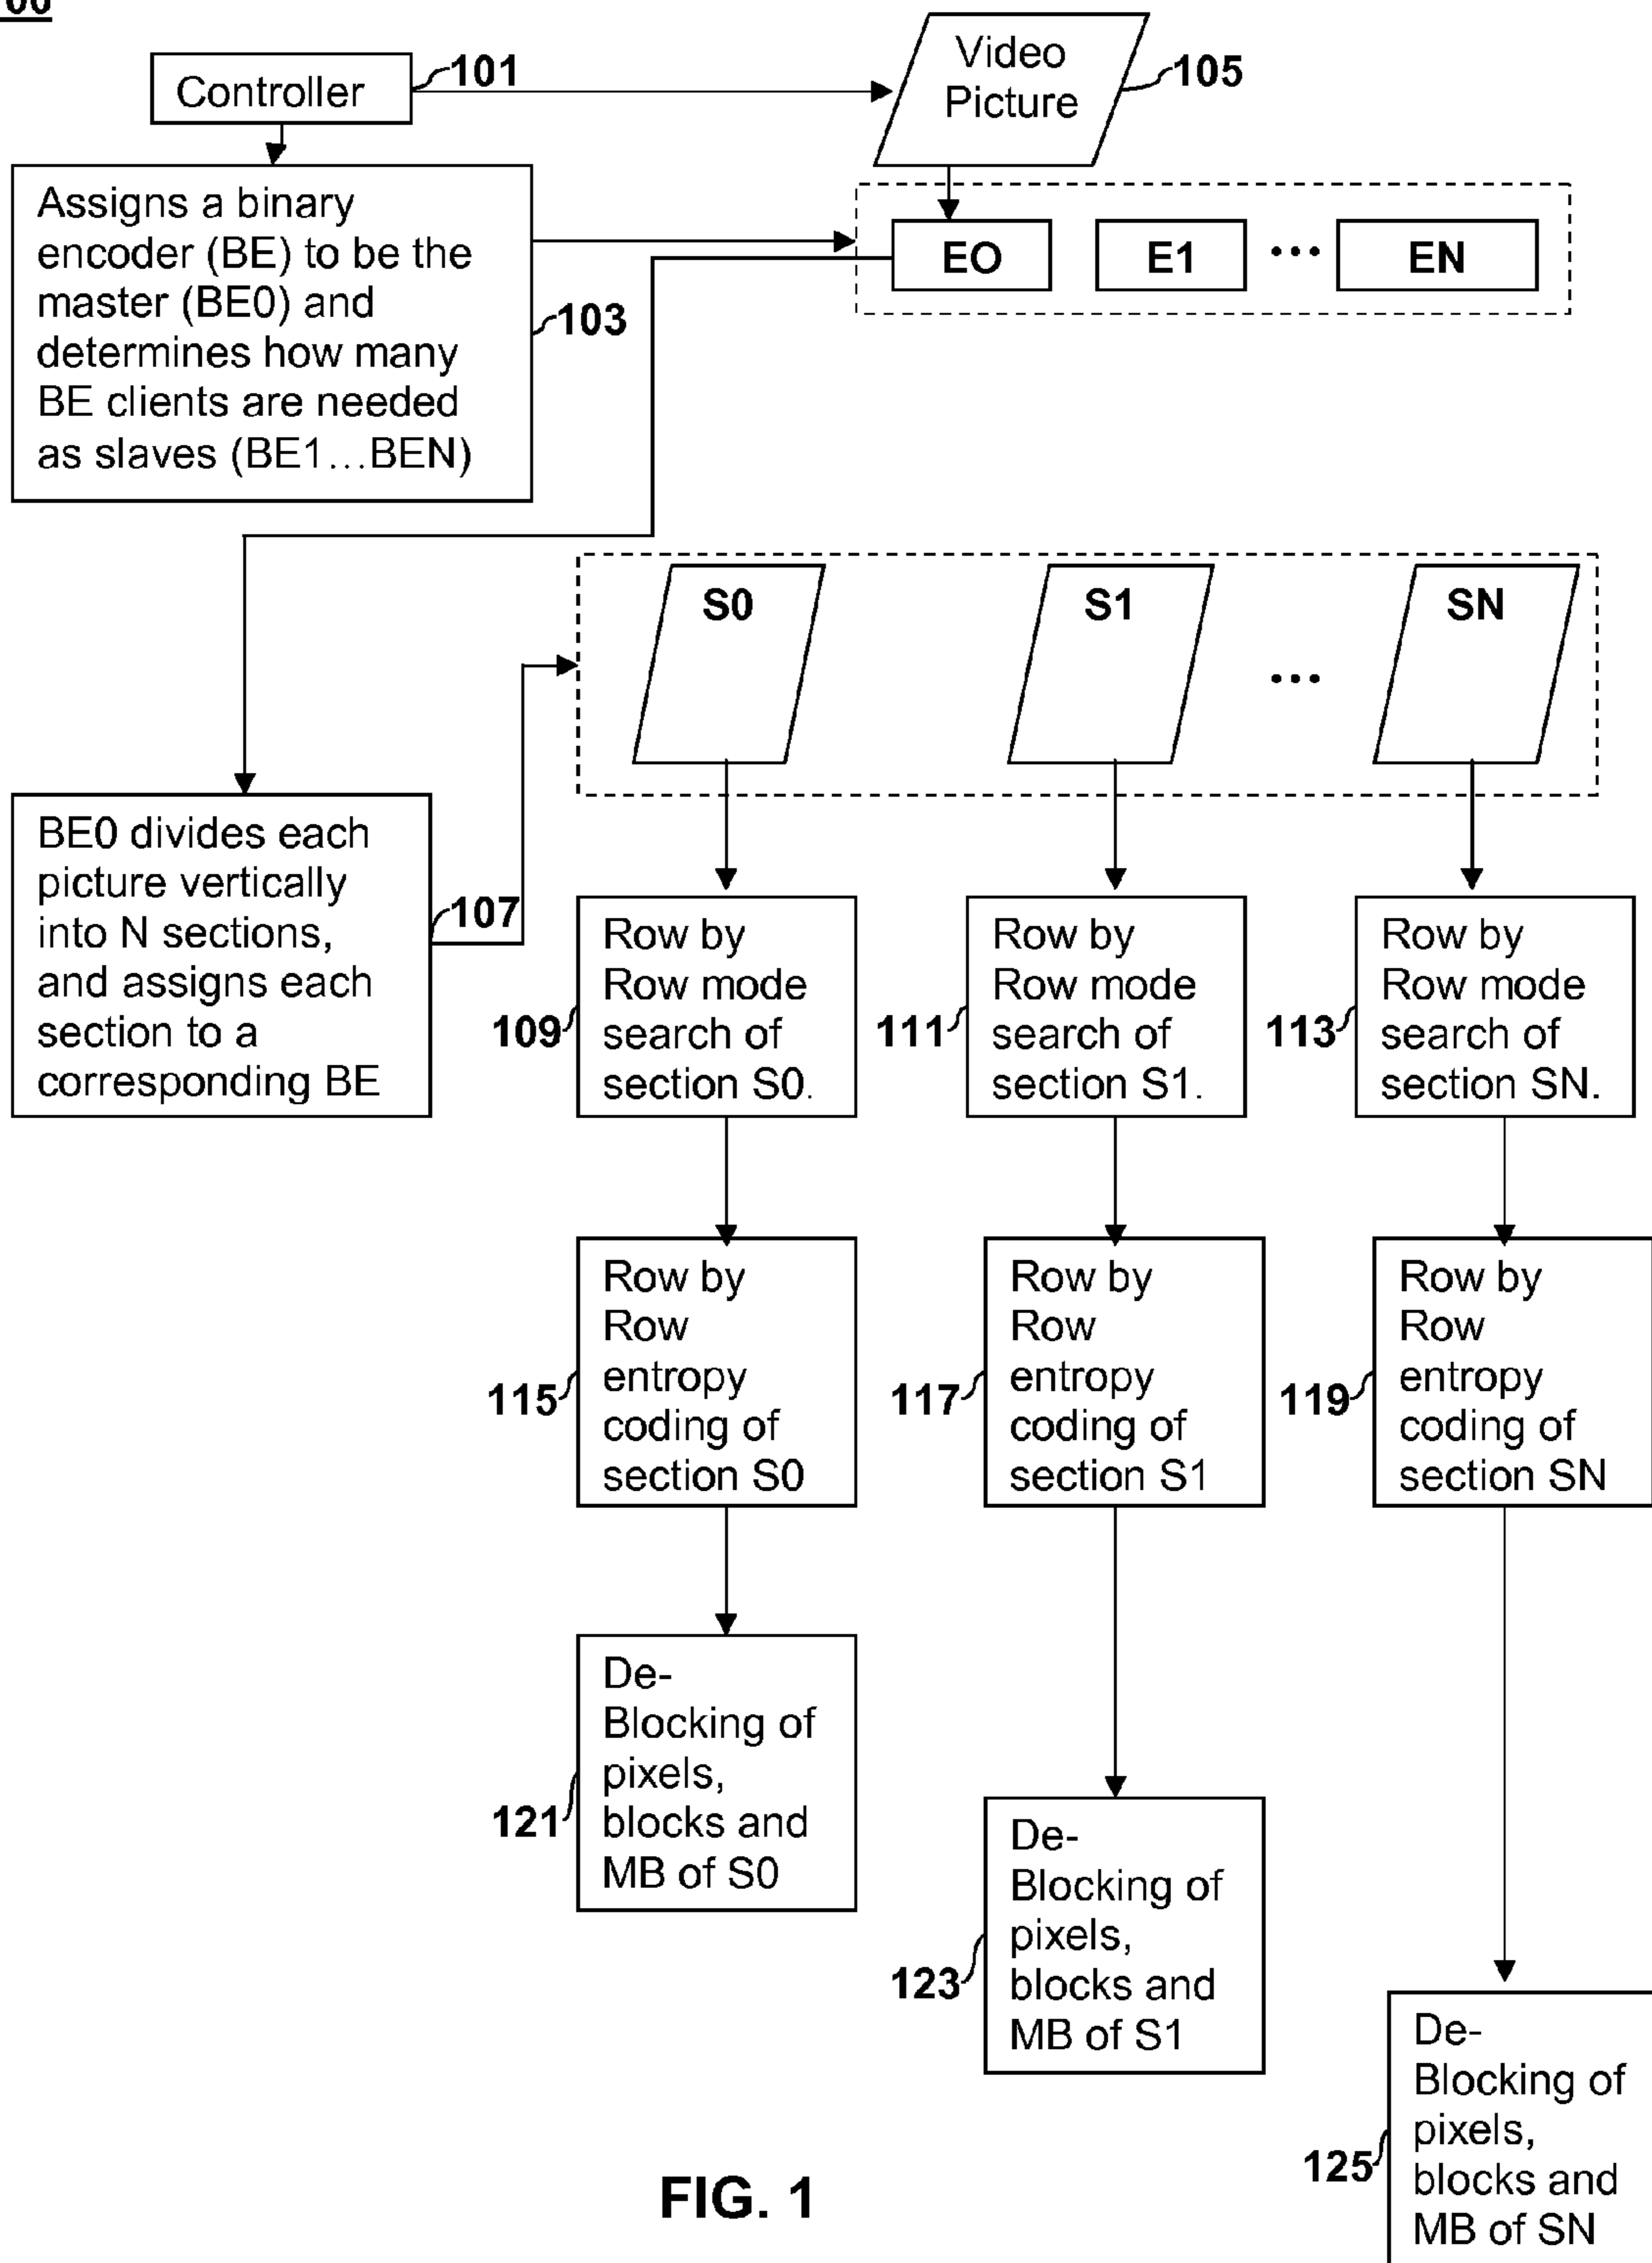 Controller
101
Video
Picture
105
Assigns a binary
encoder (BE) to be the
master (BE0) and
determines how many
BE clients are needed
as slaves (BE1...BEN)
103
EO
E1
...
EN
S0
S1
...
SN
BE0 divides each
picture vertically
into N sections,
and assigns each
section to a
corresponding BE
107
109
Row by
Row mode
search of
section S0.
111
Row by
Row mode
search of
section S1.
113
Row by
Row mode
search of
section SN.
115
Row by
Row
entropy
coding of
section S0
117
Row by
Row
entropy
coding of
section S1
119
Row by
Row
entropy
coding of
section SN
121
De-
Blocking of
pixels,
blocks and
MB of S0
123
De-
Blocking of
pixels,
blocks and
MB of S1
125
De-
Blocking of
pixels,
blocks and
MB of SN
FIG. 1